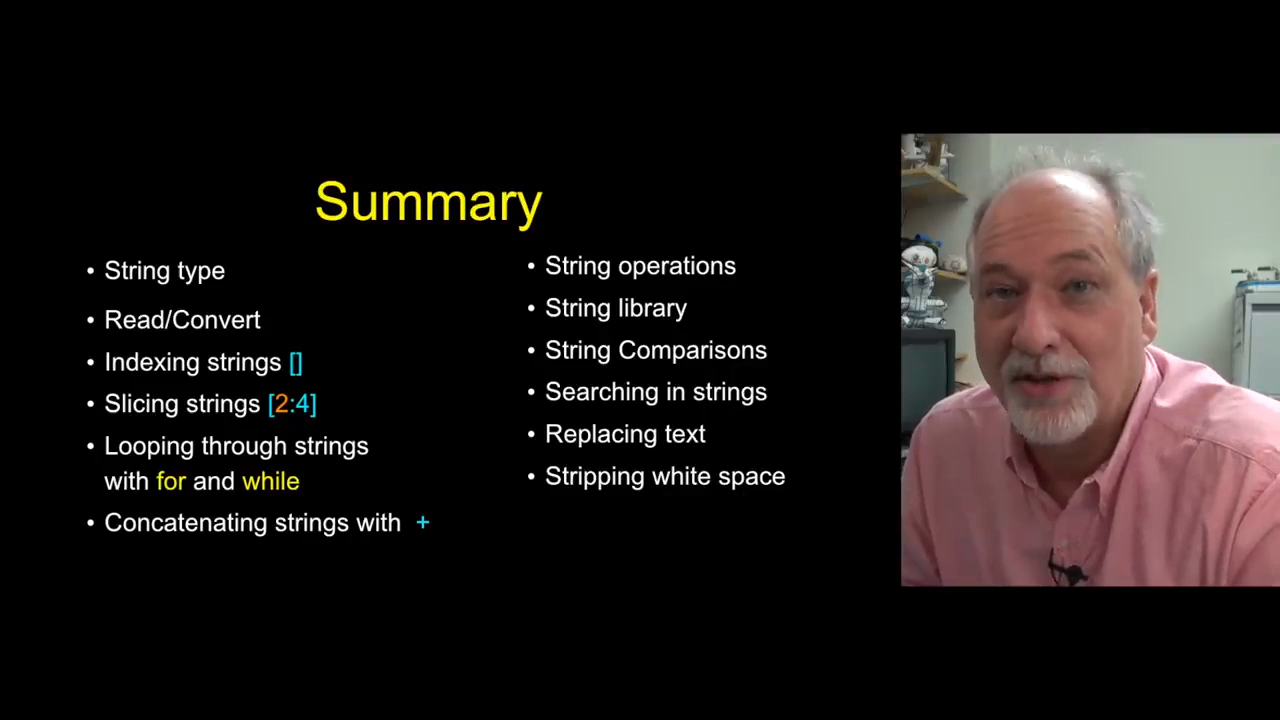 Summary
• String type
• Read/Convert
• Indexing strings []
• Slicing strings [2:4]
• Looping through strings
with for and while
• Concatenating strings with +
• String operations
• String library
• String Comparisons
• Searching in strings
• Replacing text
• Stripping white space